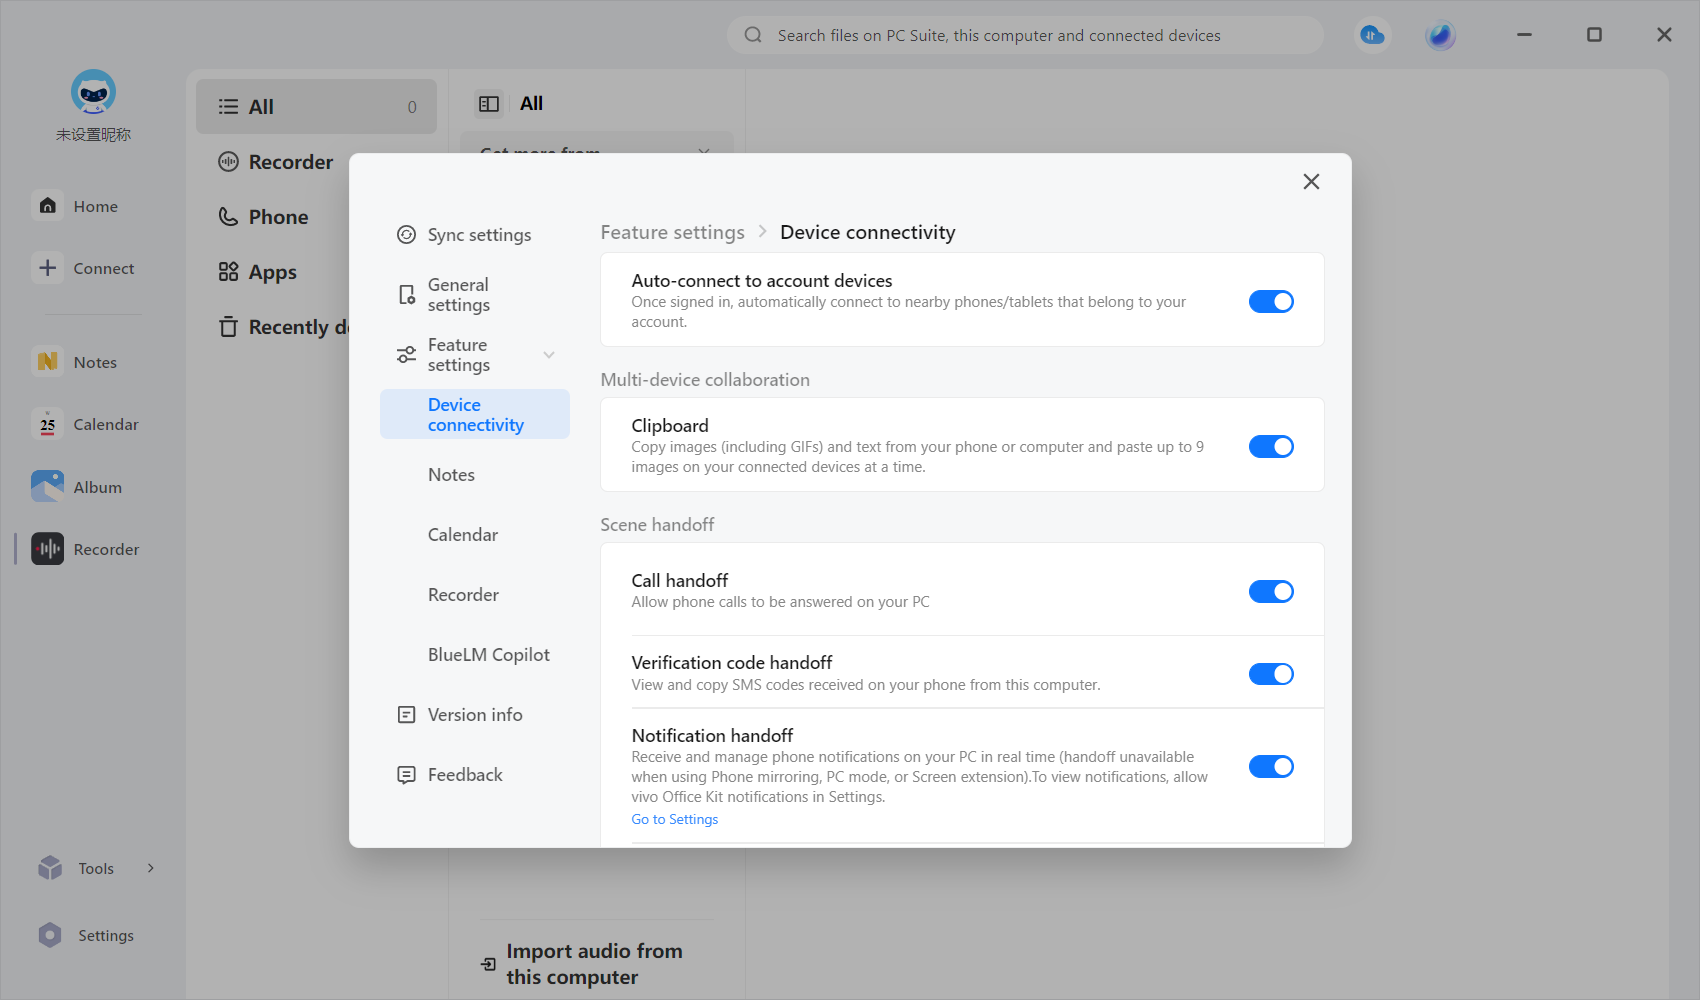 Search files on PC Suite, this computer and connected devices
未设置昵称
Home
Connect
Notes
25
Calendar
Album
Recorder
Tools
Settings
All 0
Recorder
Phone
Apps
Recently
All
Get more from
Import audio from
this computer
Sync settings
General
settings
Feature
settings
Device
connectivity
Notes
Calendar
Recorder
BlueLM Copilot
Version info
Feedback
Feature settings > Device connectivity
Auto-connect to account devices
Once signed in, automatically connect to nearby phones/tablets that belong to your
account.
Multi-device collaboration
Clipboard
Copy images (including GIFs) and text from your phone or computer and paste up to 9
images on your connected devices at a time.
Scene handoff
Call handoff
Allow phone calls to be answered on your PC
Verification code handoff
View and copy SMS codes received on your phone from this computer.
Notification handoff
Receive and manage phone notifications on your PC in real time (handoff unavailable
when using Phone mirroring, PC mode, or Screen extension).To view notifications, allow
vivo Office Kit notifications in Settings.
Go to Settings